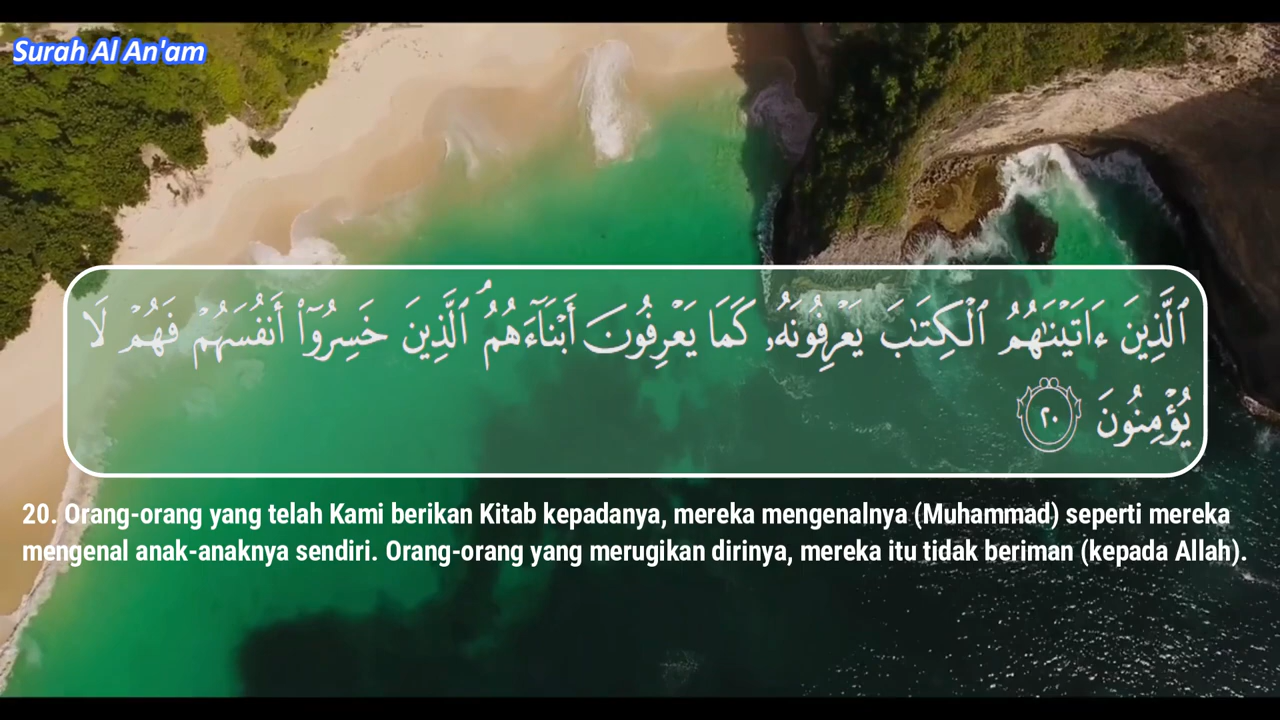 Surah Al An'am
ٱلَّذِينَ ءَاتَيْنَٰهُمُ ٱلْكِتَٰبَ يَعْرِفُونَهُۥ كَمَا يَعْرِفُونَ أَبْنَآءَهُمُ ۘ ٱلَّذِينَ خَسِرُوٓا۟ أَنفُسَهُمْ فَهُمْ لَا
يُؤْمِنُونَ ٢٠
20. Orang-orang yang telah Kami berikan Kitab kepadanya, mereka mengenalnya (Muhammad) seperti mereka
mengenal anak-anaknya sendiri. Orang-orang yang merugikan dirinya, mereka itu tidak beriman (kepada Allah).